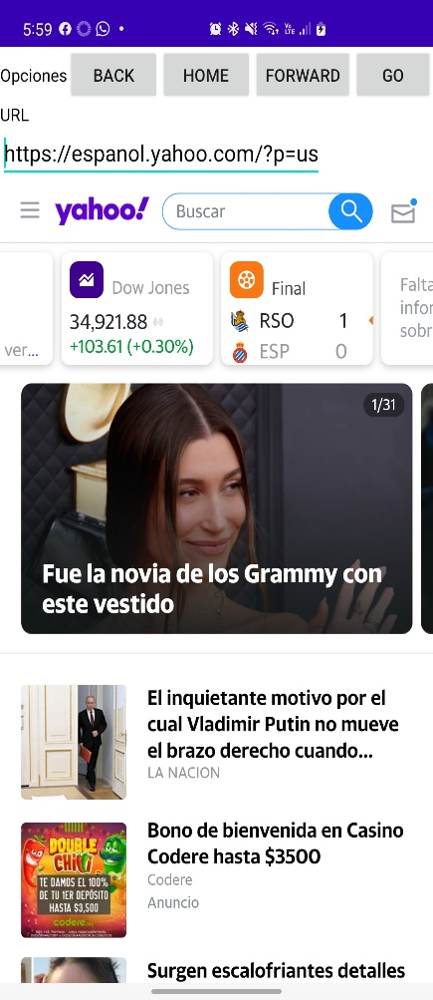 5:59
Opciones BACK HOME FORWARD GO
URL
https://espanol.yahoo.com/?p=us
yahoo! Buscar
Dow Jones
34,921.88
+103.61 (+0.30%)
ver...
Final
RSO 1
ESP 0
Falta
infor
sobr
1/31
Fue la novia de los Grammy con
este vestido
El inquietante motivo por el
cual Vladimir Putin no mueve
el brazo derecho cuando...
LA NACION
DOUBLE
CHILI
TE DAMOS EL 100%
DE TU 1ER DEPÓSITO
HASTA $3,500
codere
Bono de bienvenida en Casino
Codere hasta $3500
Codere
Anuncio
Surgen escalofriantes detalles